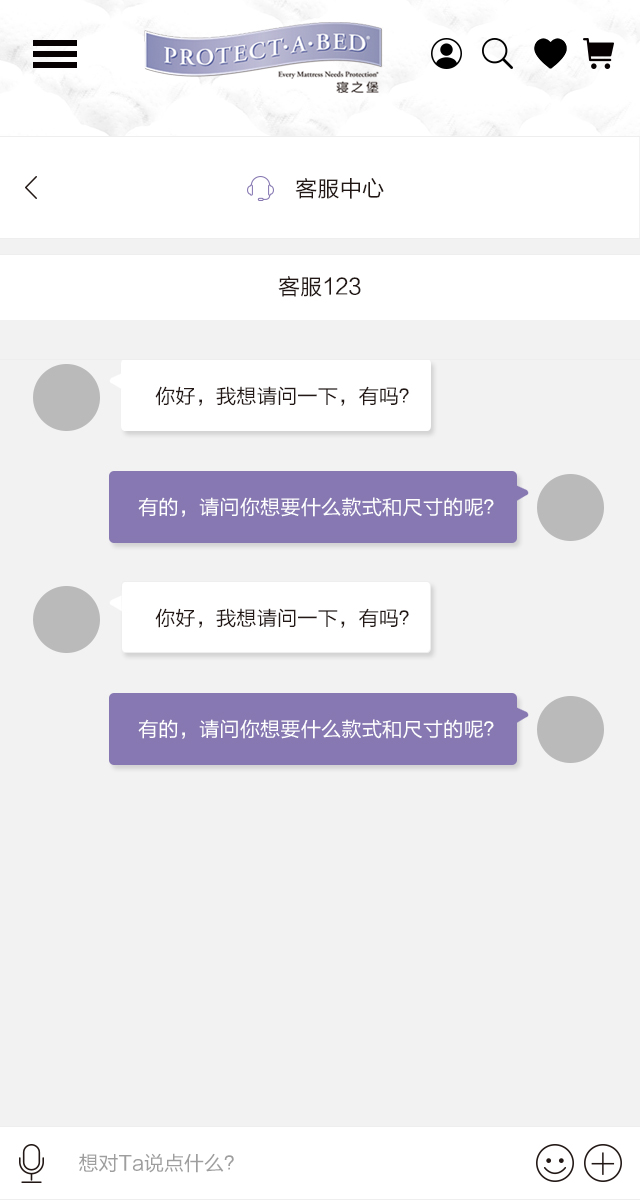 PROTECT·A·BED®
Every Mattress Needs Protection®
寝之堡
客服中心
客服123
你好，我想请问一下，有吗?
有的，请问你想要什么款式和尺寸的呢?
你好，我想请问一下，有吗?
有的，请问你想要什么款式和尺寸的呢?
想对Ta说点什么?